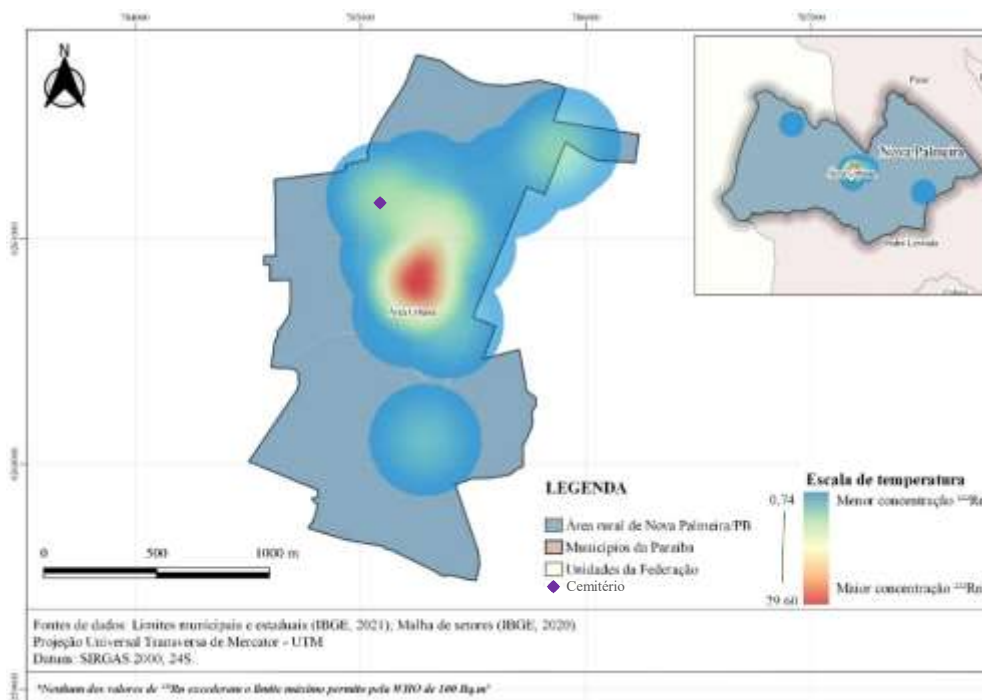 N
Nova Palmeira
Área Urbana
0 500 1000 m
LEGENDA
Área rural de Nova Palmeira/PB
Municípios da Paraíba
Unidades da Federação
Cemitério
Escala de temperatura
0.74 Menor concentração ²²²Rn
29.60 Maior concentração ²²²Rn
Fontes de dados: Limites municipais e estaduais (IBGE, 2021); Malha de setores (IBGE, 2020)
Projeção Universal Transversa de Mercator - UTM
Datum: SIRGAS 2000, 24S.
*Nenhum dos valores de ²²²Rn excederam o limite máximo permito pela WHO de 100 Bq.m³